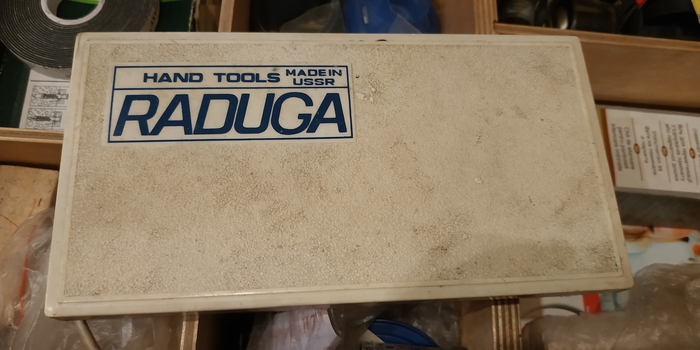 HAND TOOLS MADE IN
USSR
RADUGA